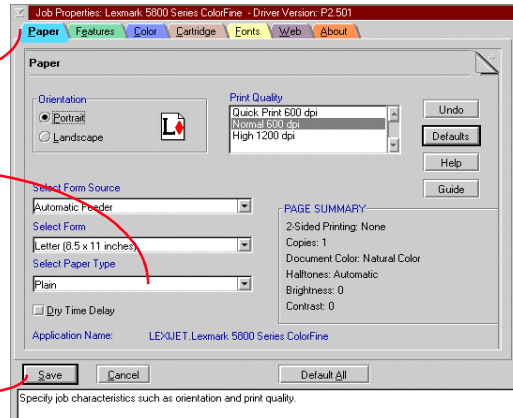 Job Properties: Lexmark 5800 Series ColorFine - Driver Version: P2.501
Paper Features Color Cartridge Fonts Web About
Paper
Orientation
Portrait
Landscape
L
Print Quality
Quick Print 600 dpi
Normal 600 dpi
High 1200 dpi
Undo
Defaults
Help
Guide
Select Form Source
Automatic Feeder
Select Form
Letter (8.5 x 11 inches)
Select Paper Type
Plain
Dry Time Delay
PAGE SUMMARY
2-Sided Printing: None
Copies: 1
Document Color: Natural Color
Halftones: Automatic
Brightness: 0
Contrast: 0
Application Name: LEXIJET.Lexmark 5800 Series ColorFine
Save Cancel Default All
Specify job characteristics such as orientation and print quality.